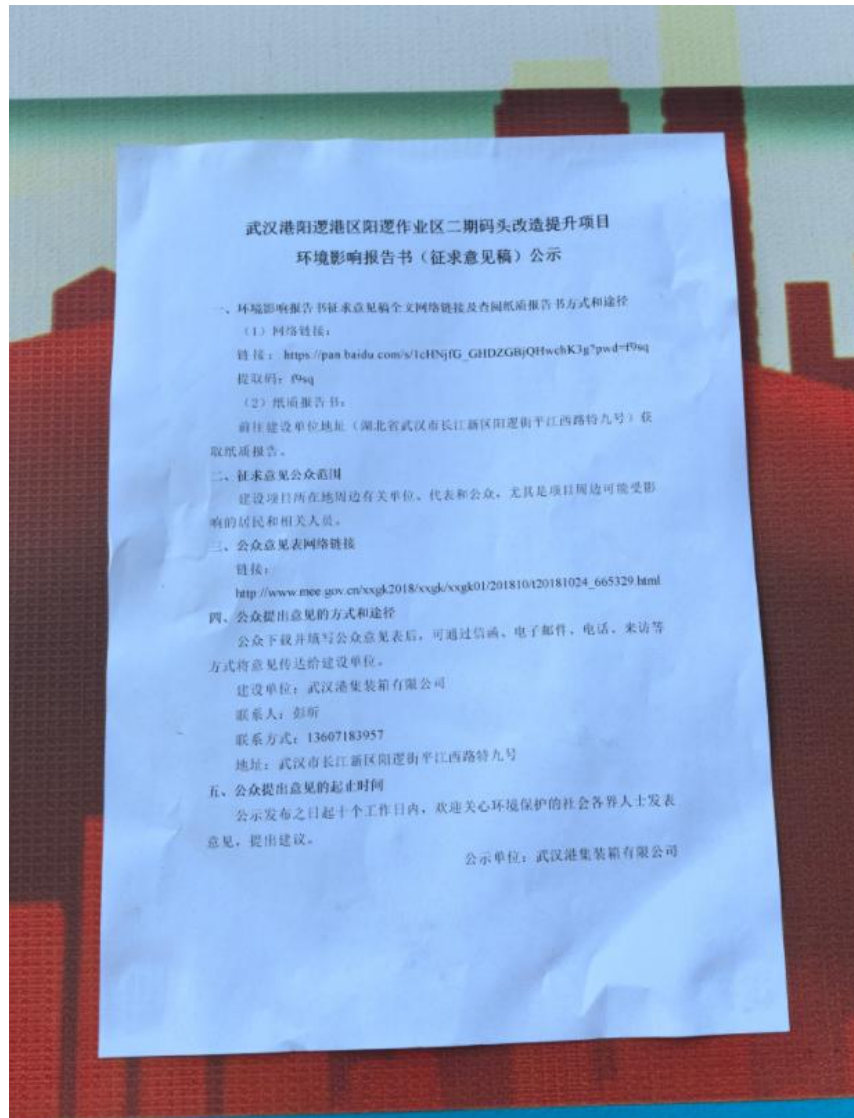 武汉港阳逻港区阳逻作业区二期码头改造提升项目
环境影响报告书（征求意见稿）公示
一、环境影响报告书征求意见稿全文网络链接及查阅纸质报告书方式和途径
（1）网络链接：
链接：https://pan.baidu.com/s/1cHNjfG_GHDZGBjQHwchK3g?pwd=f9sq
提取码：f9sq
（2）纸质报告书：
前往建设单位地址（湖北省武汉市长江新区阳逻街平江西路特九号）获
取纸质报告。
二、征求意见公众范围
建设项目所在地周边有关单位、代表和公众，尤其是项目周边可能受影
响的居民和相关人员。
三、公众意见表网络链接
链接：
http://www.mee.gov.cn/xxgk2018/xxgk/xxgk01/201810/t20181024_665329.html
四、公众提出意见的方式和途径
公众下载并填写公众意见表后，可通过信函、电子邮件、电话、来访等
方式将意见传达给建设单位。
建设单位：武汉港集装箱有限公司
联系人：彭昕
联系方式：13607183957
地址：武汉市长江新区阳逻街平江西路特九号
五、公众提出意见的起止时间
公示发布之日起十个工作日内，欢迎关心环境保护的社会各界人士发表
意见，提出建议。
公示单位：武汉港集装箱有限公司